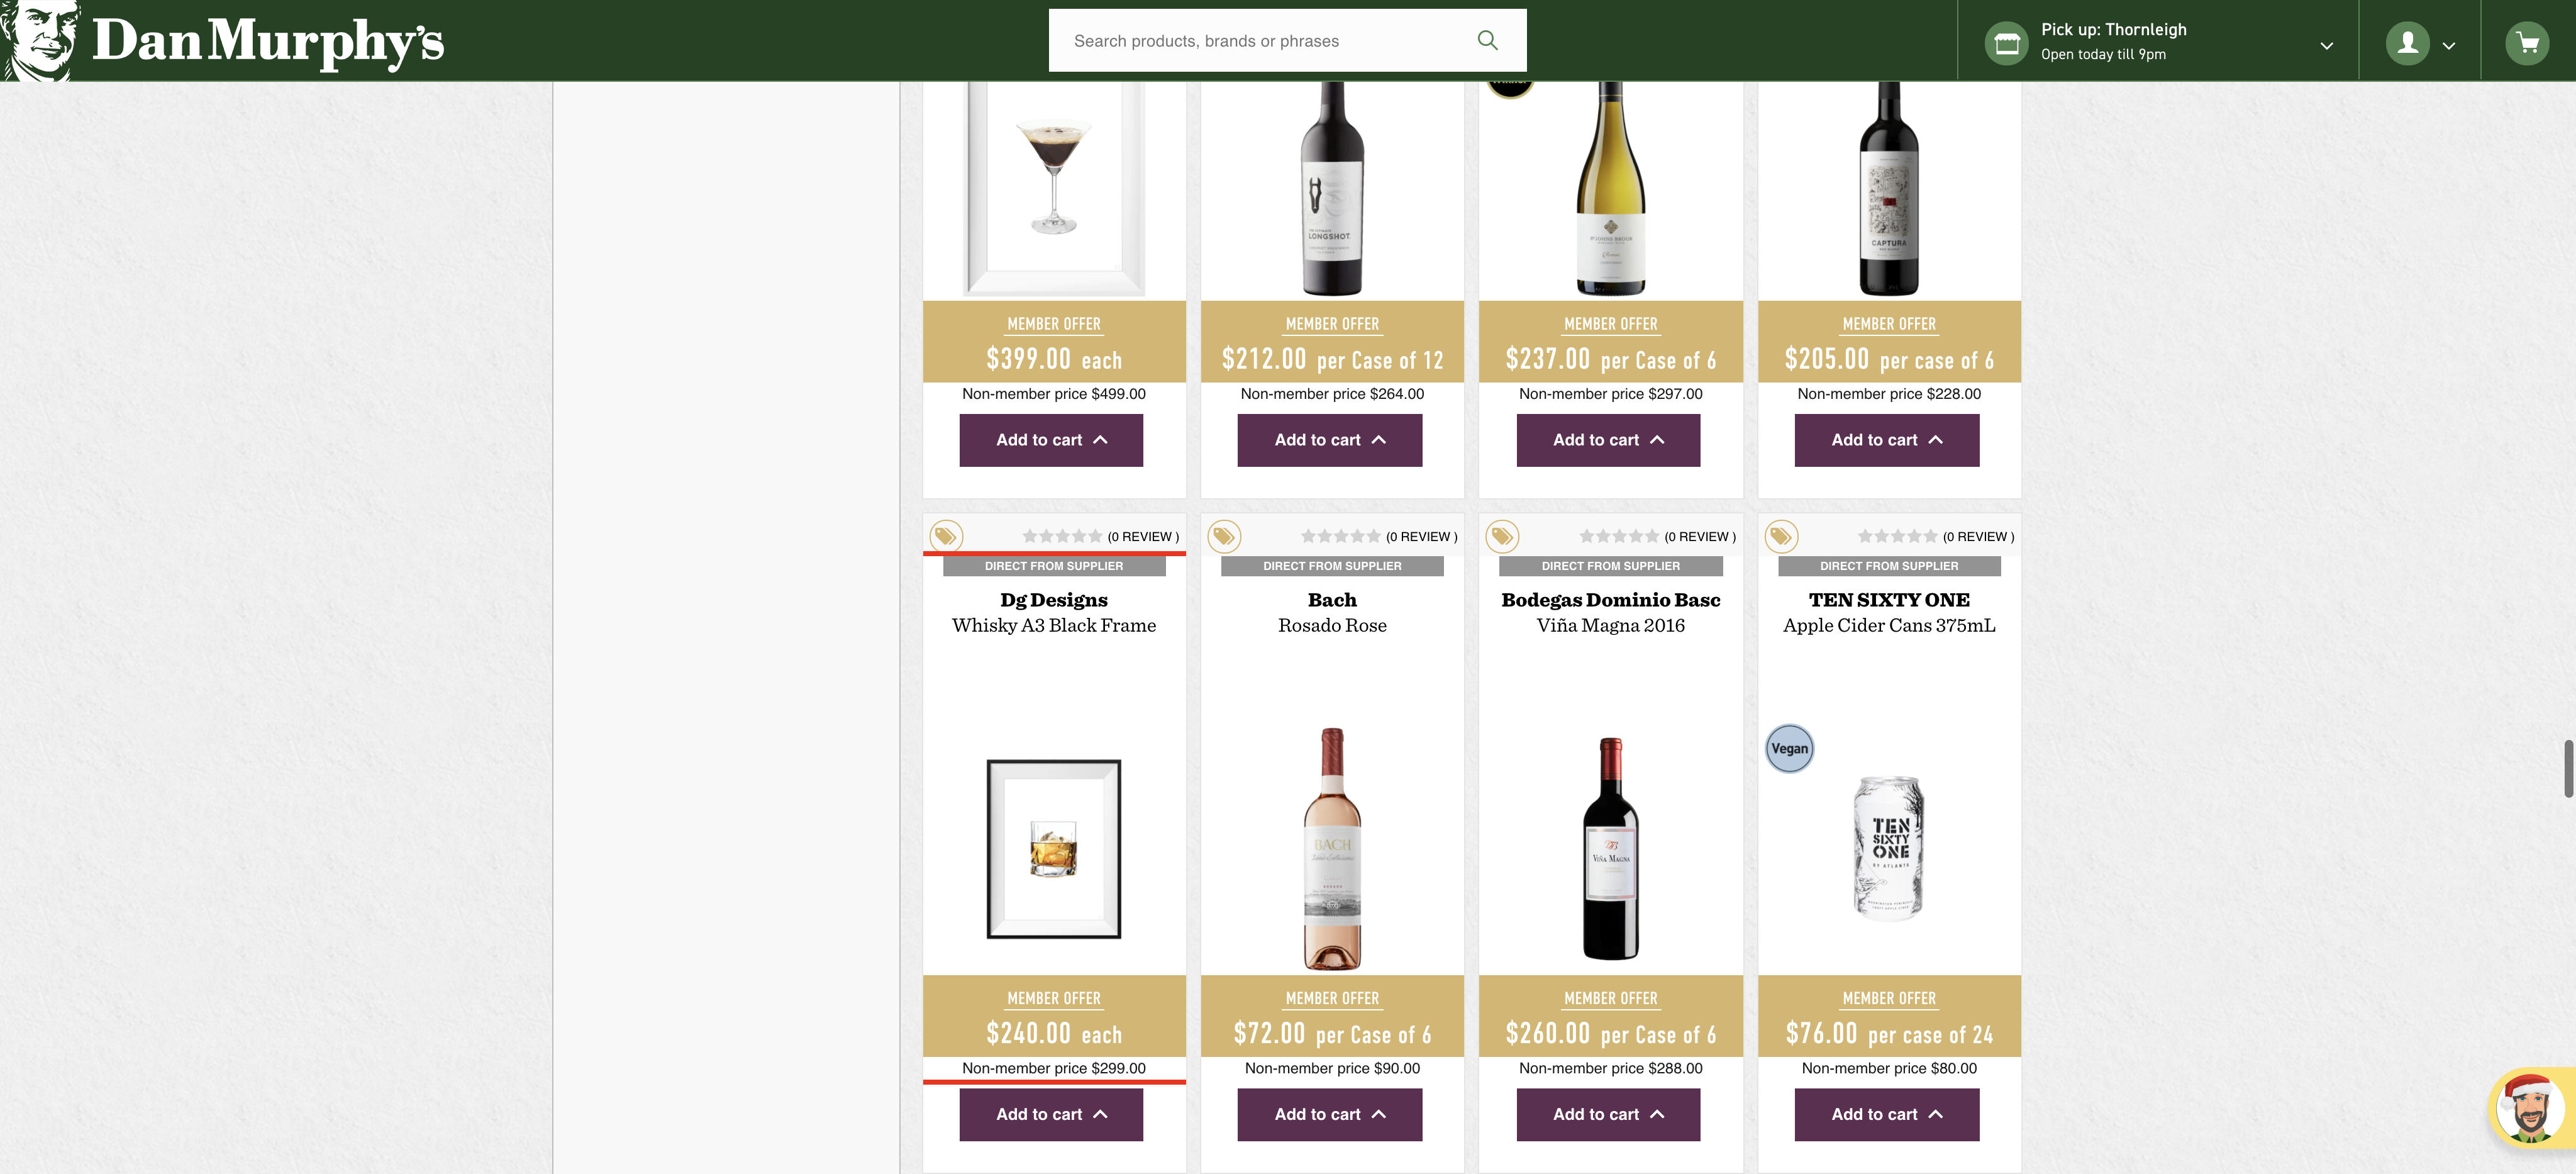 Dan Murphy's
Search products, brands or phrases
Pick up: Thornleigh
Open today till 9pm
LONGSHOT.
CAPTURA
MEMBER OFFER
$399.00 each
Non-member price $499.00
Add to cart
MEMBER OFFER
$212.00 per Case of 12
Non-member price $264.00
Add to cart
MEMBER OFFER
$237.00 per Case of 6
Non-member price $297.00
Add to cart
MEMBER OFFER
$205.00 per case of 6
Non-member price $228.00
Add to cart
(0 REVIEW )
DIRECT FROM SUPPLIER
Dg Designs
Whisky A3 Black Frame
MEMBER OFFER
$240.00 each
Non-member price $299.00
Add to cart
(0 REVIEW )
DIRECT FROM SUPPLIER
Bach
Rosado Rose
BACH
MEMBER OFFER
$72.00 per Case of 6
Non-member price $90.00
Add to cart
(0 REVIEW )
DIRECT FROM SUPPLIER
Bodegas Dominio Basc
Viña Magna 2016
VIÑA MAGNA
MEMBER OFFER
$260.00 per Case of 6
Non-member price $288.00
Add to cart
(0 REVIEW )
DIRECT FROM SUPPLIER
TEN SIXTY ONE
Apple Cider Cans 375mL
Vegan
TEN
SIXTY
ONE
BY ATLANTE
MEMBER OFFER
$76.00 per case of 24
Non-member price $80.00
Add to cart